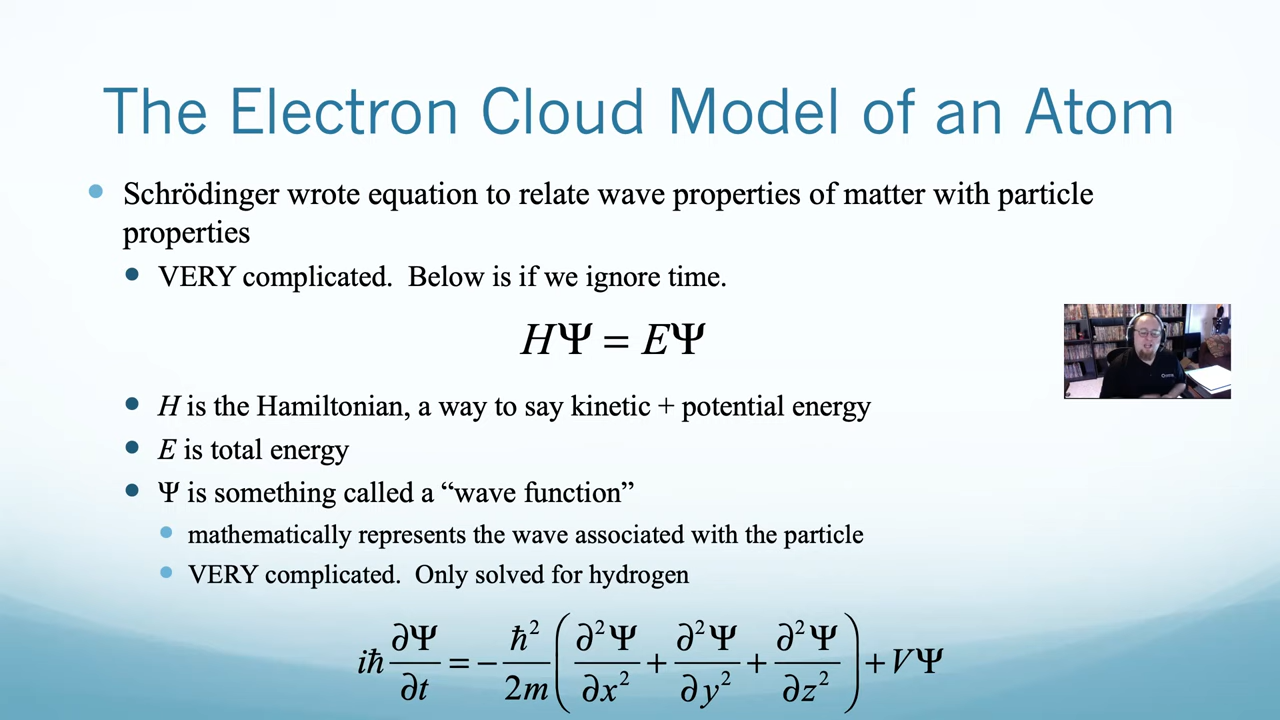 The Electron Cloud Model of an Atom
Schrödinger wrote equation to relate wave properties of matter with particle
properties
VERY complicated. Below is if we ignore time.
HΨ = EΨ
H is the Hamiltonian, a way to say kinetic + potential energy
E is total energy
Ψ is something called a “wave function”
mathematically represents the wave associated with the particle
VERY complicated. Only solved for hydrogen
iħ ∂Ψ/∂t = − ħ²/2m (∂²Ψ/∂x² + ∂²Ψ/∂y² + ∂²Ψ/∂z²) + VΨ